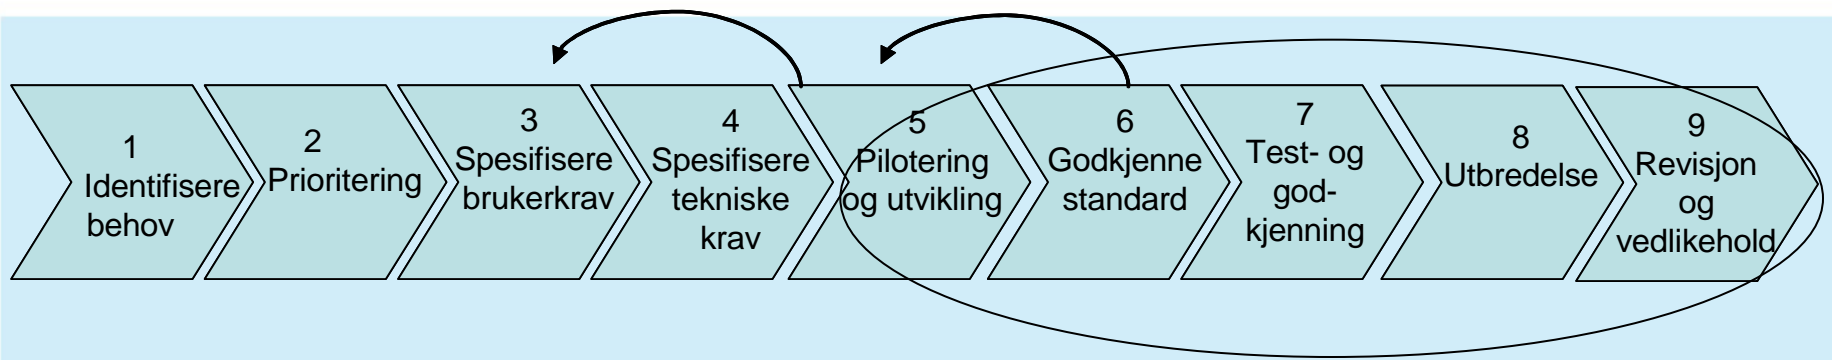 1
Identifisere
behov
2
Prioritering
3
Spesifisere
brukerkrav
4
Spesifisere
tekniske
krav
5
Pilotering
og utvikling
6
Godkjenne
standard
7
Test- og
god-
kjenning
8
Utbredelse
9
Revisjon
og
vedlikehold